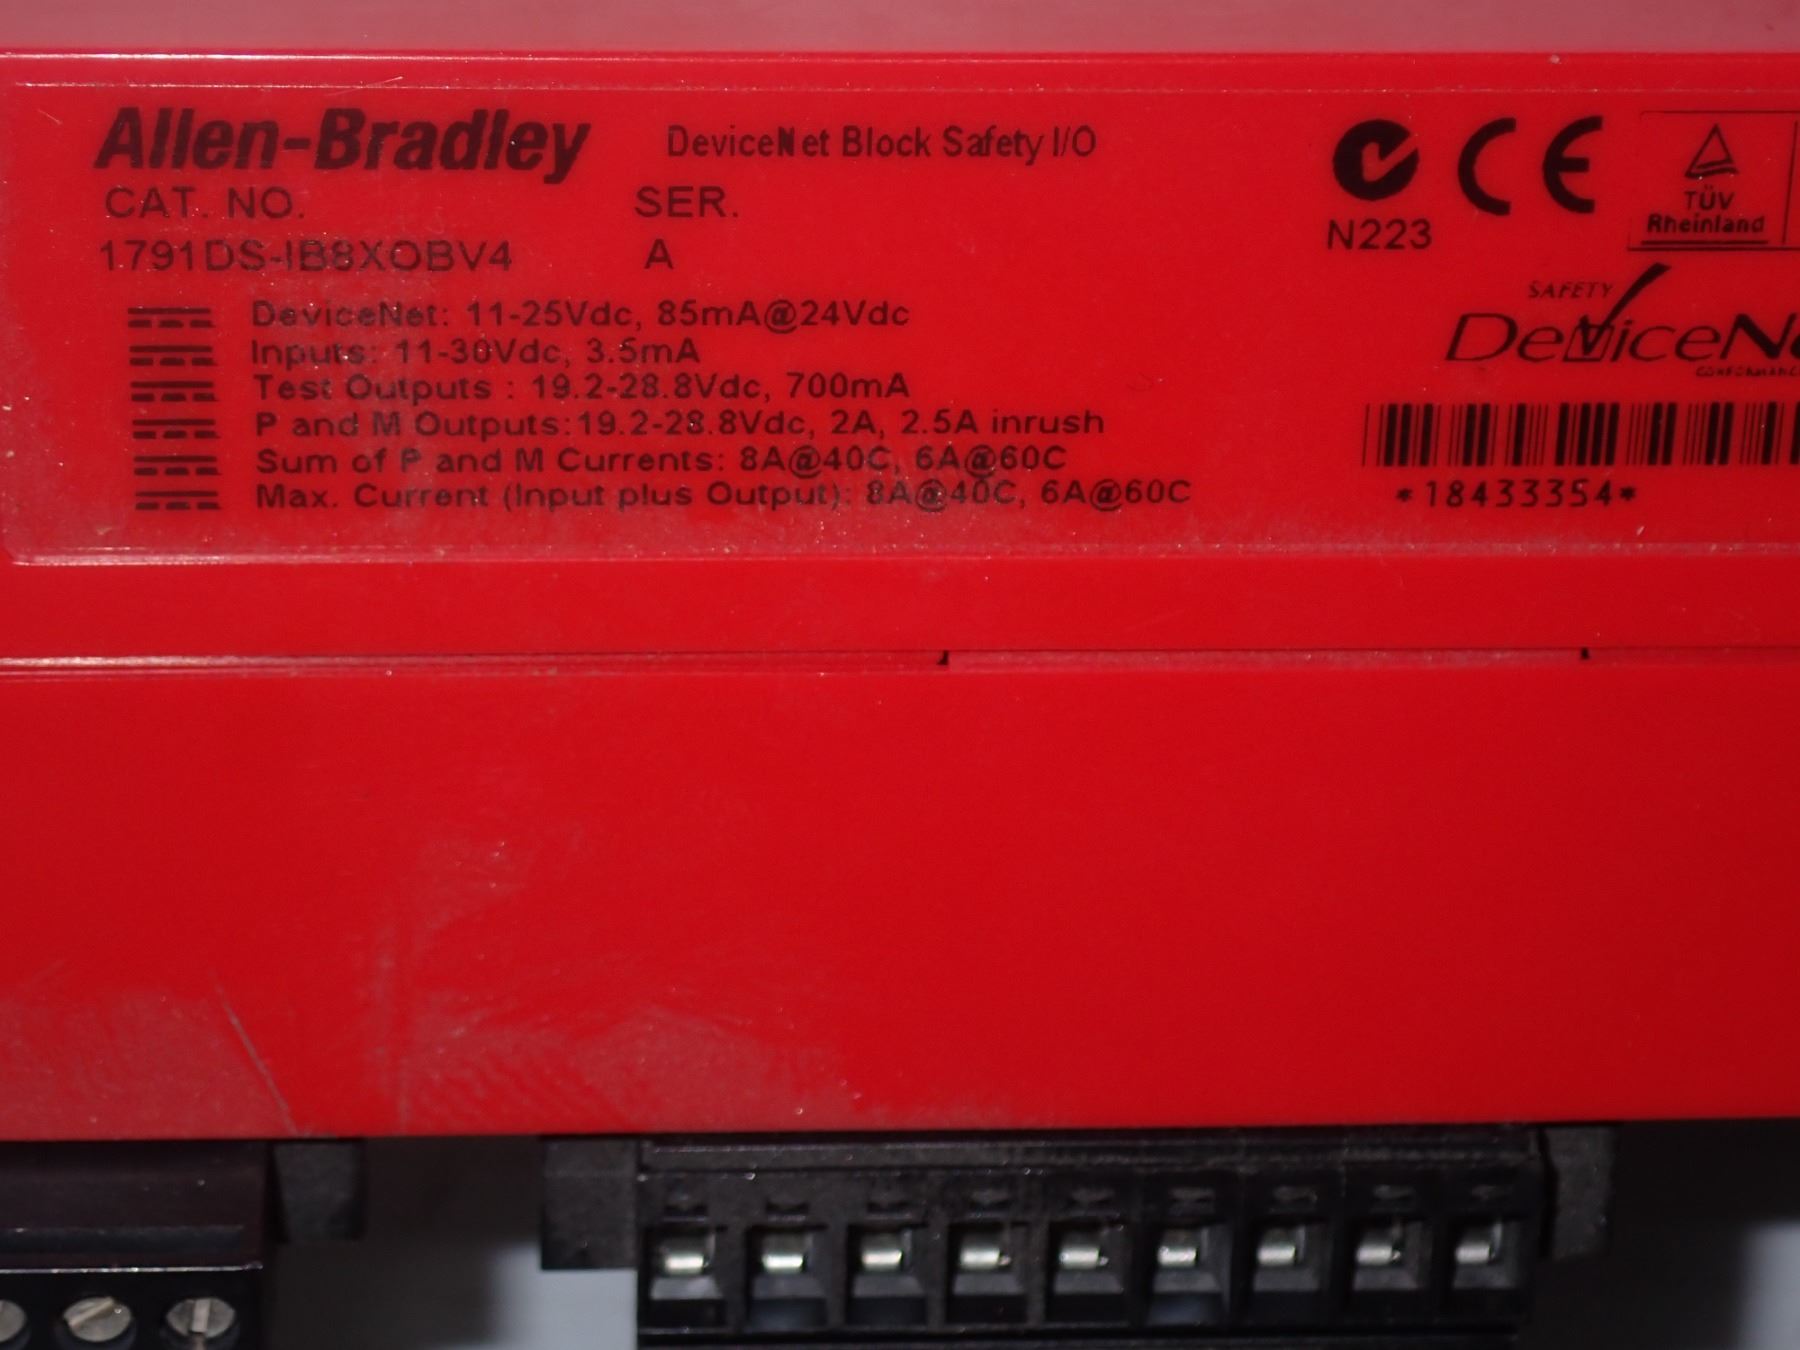 Allen-Bradley DeviceNet Block Safety I/O
CAT. NO. SER.
1791DS-IB8XOBV4 A
DeviceNet: 11-25Vdc, 85mA@24Vdc
Inputs: 11-30Vdc, 3.5mA
Test Outputs : 19.2-28.8Vdc, 700mA
P and M Outputs:19.2-28.8Vdc, 2A, 2.5A inrush
Sum of P and M Currents: 8A@40C, 6A@60C
Max. Current (Input plus Output): 8A@40C, 6A@60C
N223
CE
TÜV
Rheinland
SAFETY
DeviceNe
*18433354*